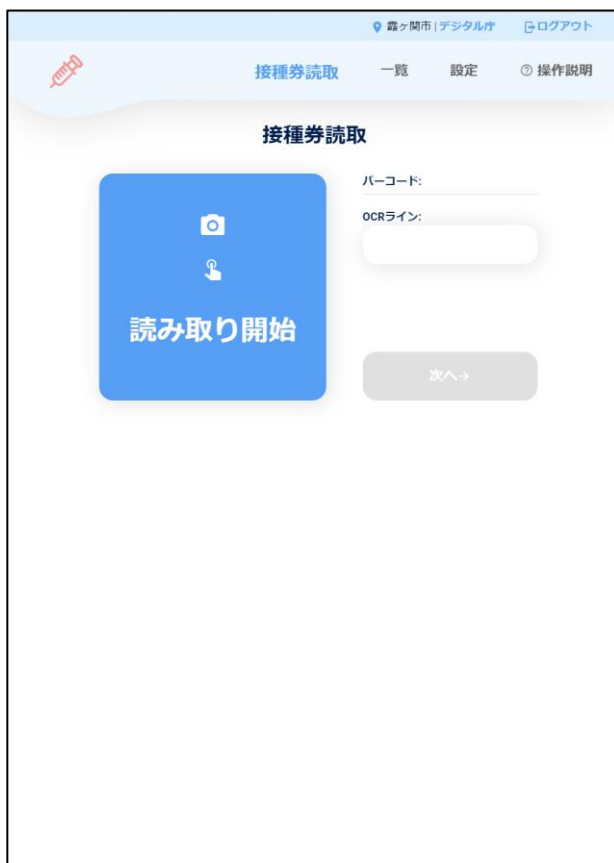 霞ヶ関市 | デジタル庁 ログアウト
接種券読取 一覧 設定 ? 操作説明
接種券読取
バーコード:
OCRライン:
読み取り開始
次へ→